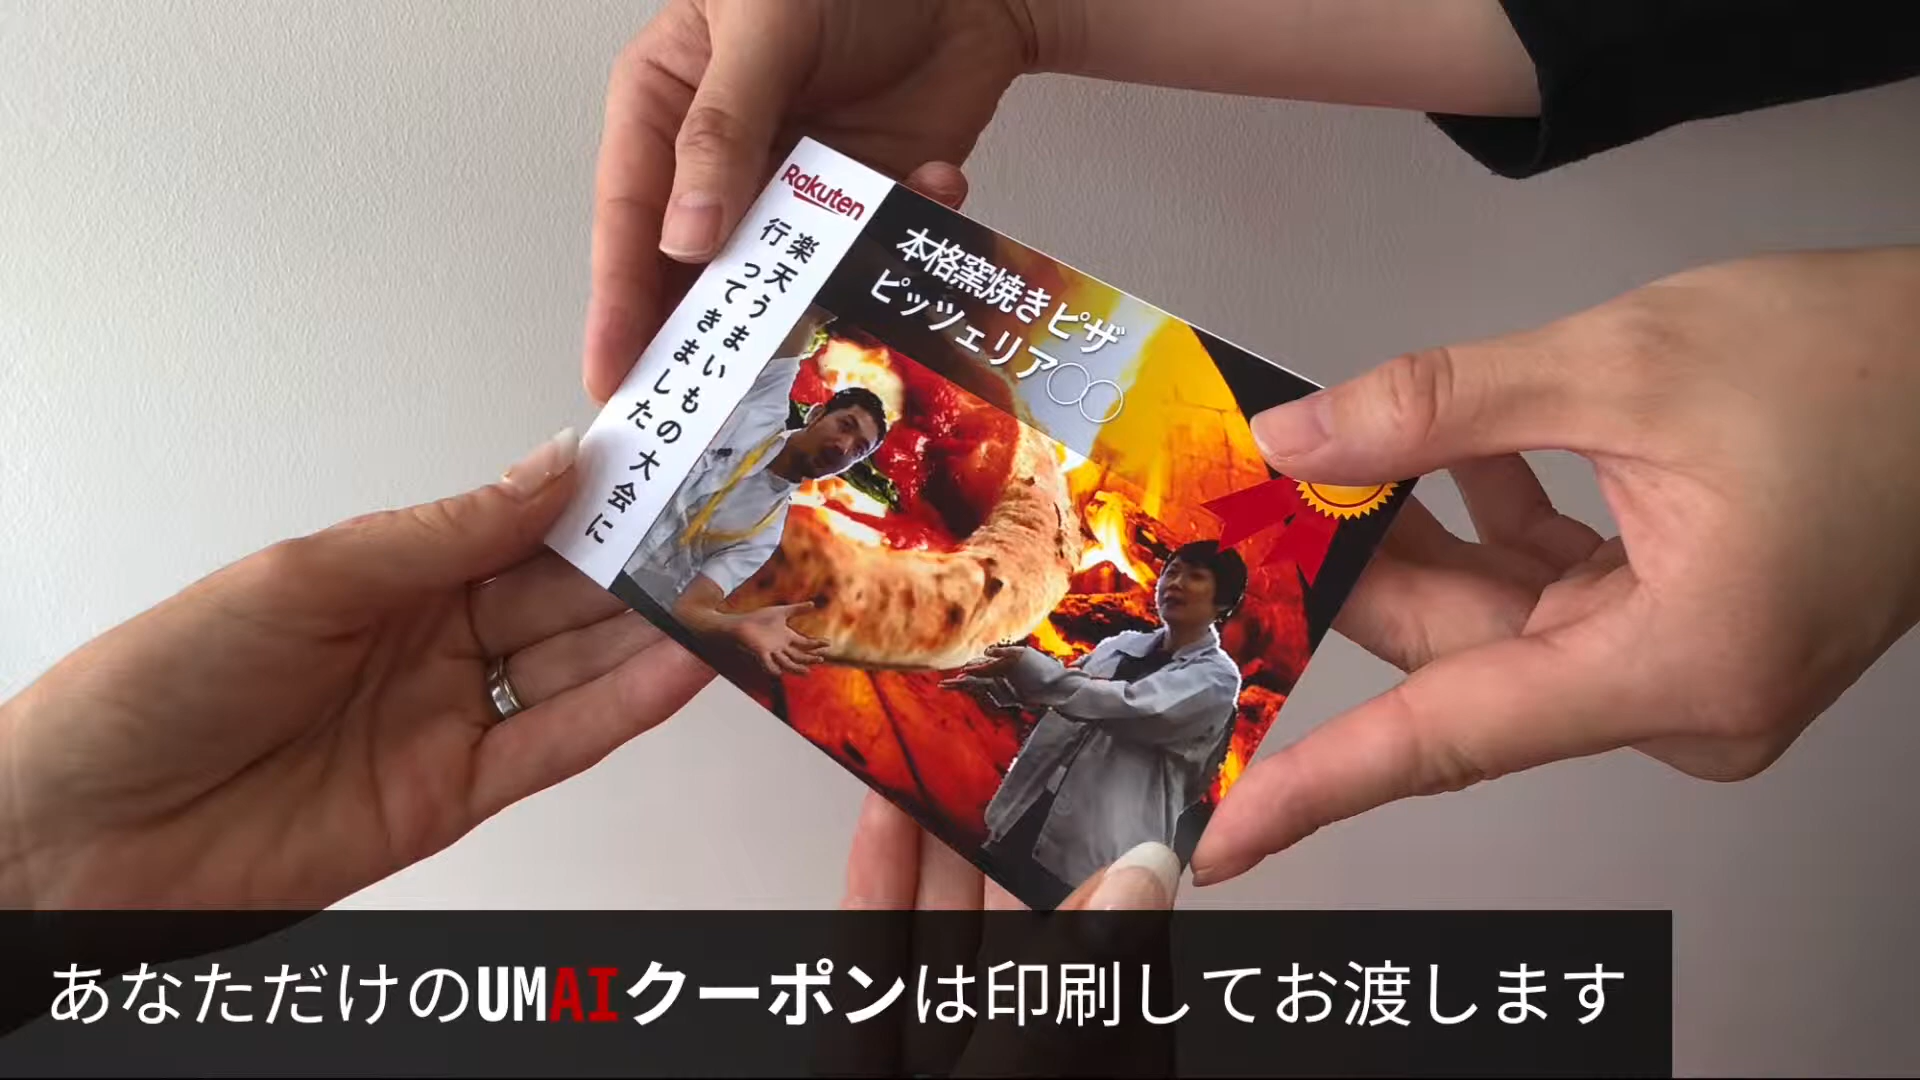 Rakuten
楽天うまいもの大会に
行ってきました
本格窯焼きピザ
ピッツェリア〇〇
あなただけのUMAIクーポンは印刷してお渡します